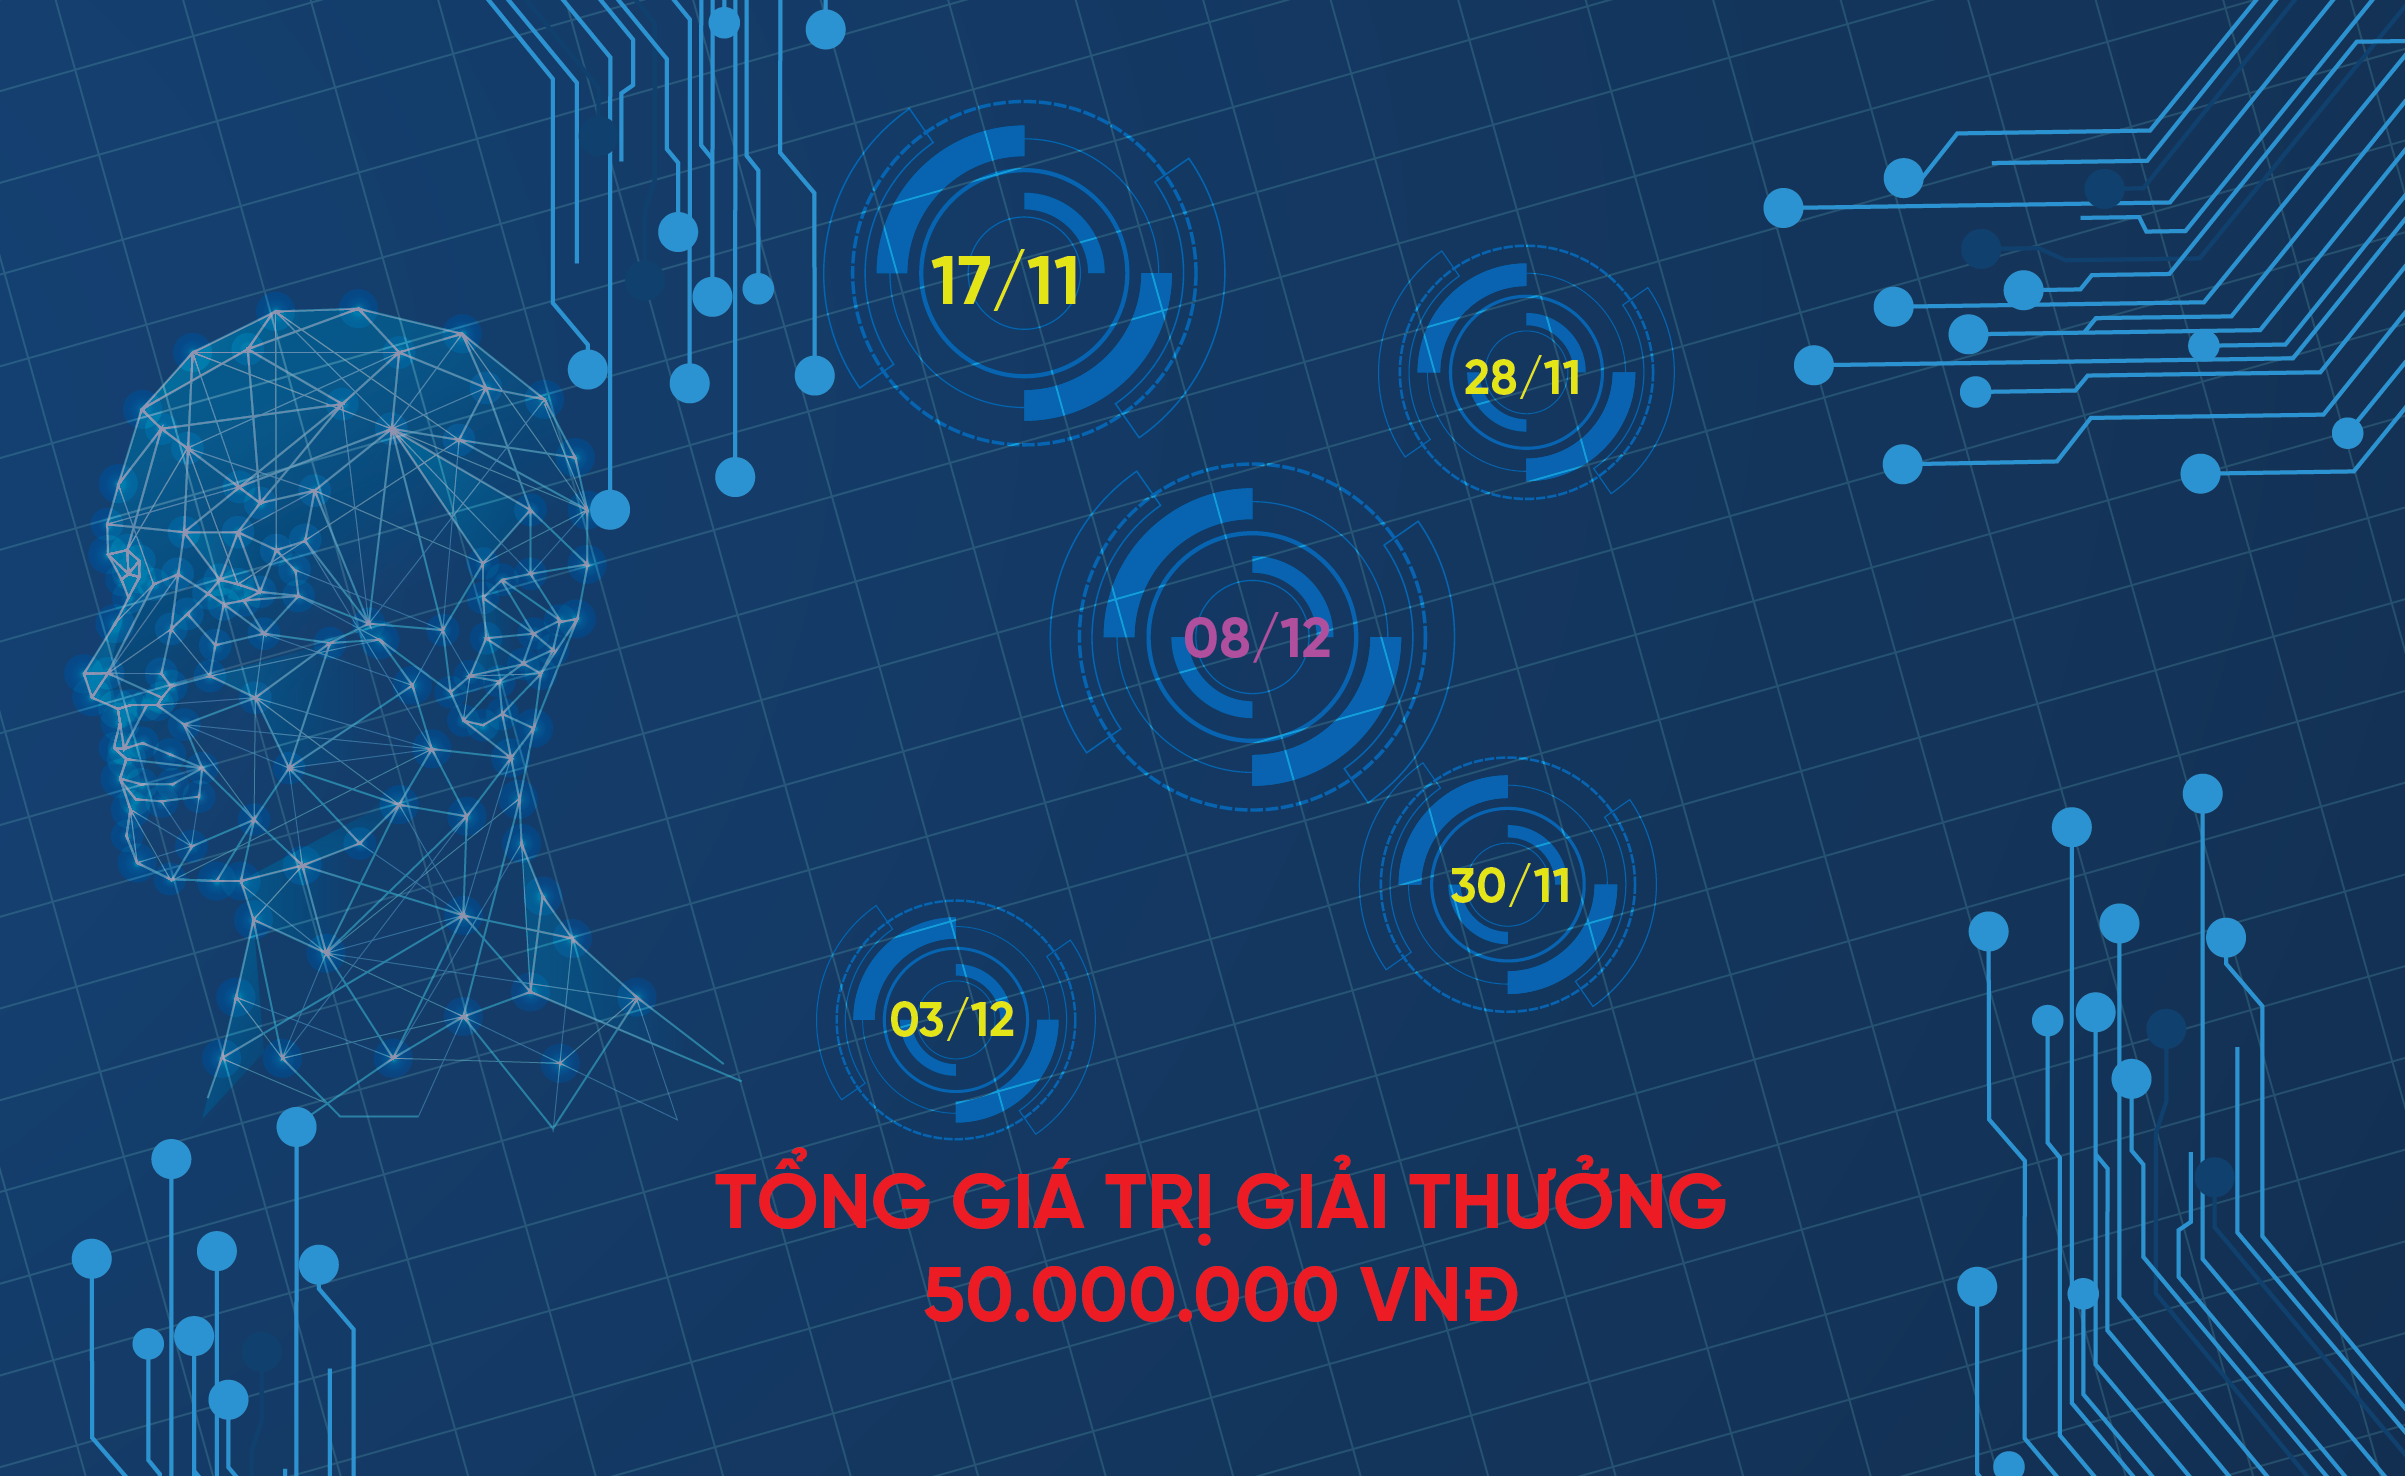 17/11
28/11
08/12
30/11
03/12
TỔNG GIÁ TRỊ GIẢI THƯỞNG
50.000.000 VNĐ